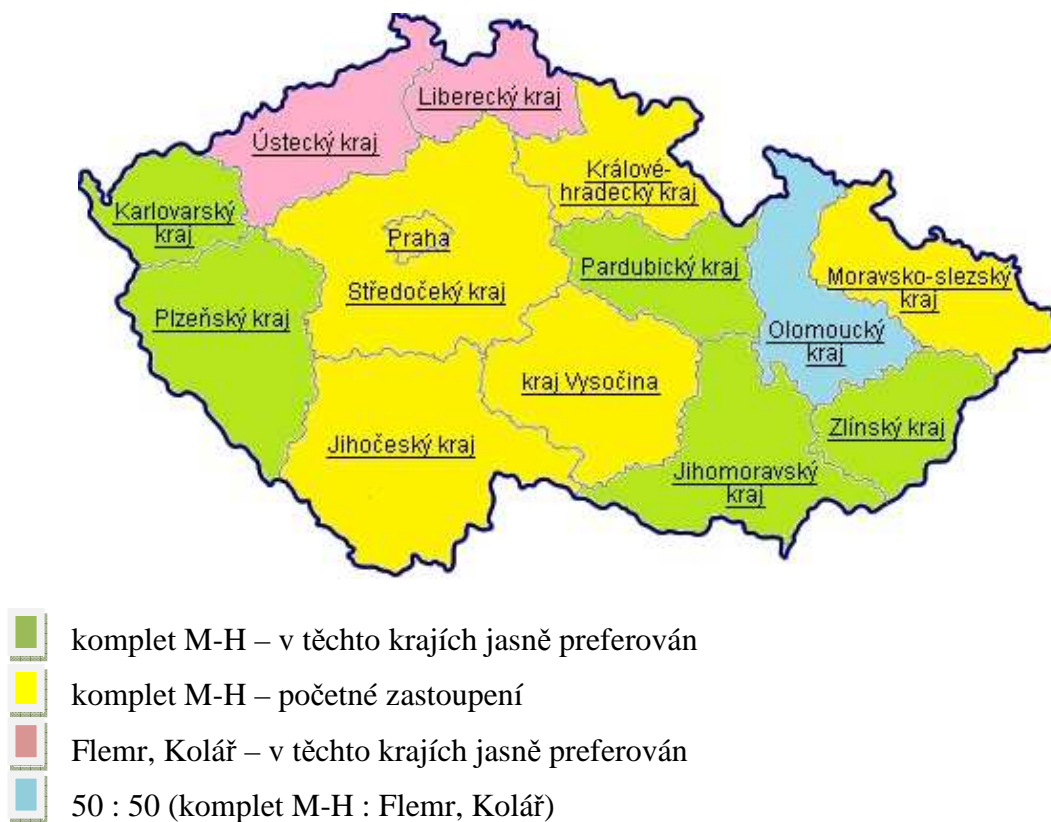 Liberecký kraj
Ústecký kraj
Králové-
hradecký kraj
Karlovarský
kraj
Praha
Pardubický kraj
Moravsko-slezský
kraj
Středočeký kraj
Plzeňský kraj
Olomoucký
kraj
kraj Vysočina
Zlínský kraj
Jihočeský kraj
Jihomoravský
kraj
komplet M-H – v těchto krajích jasně preferován
komplet M-H – početné zastoupení
Flemr, Kolář – v těchto krajích jasně preferován
50 : 50 (komplet M-H : Flemr, Kolář)